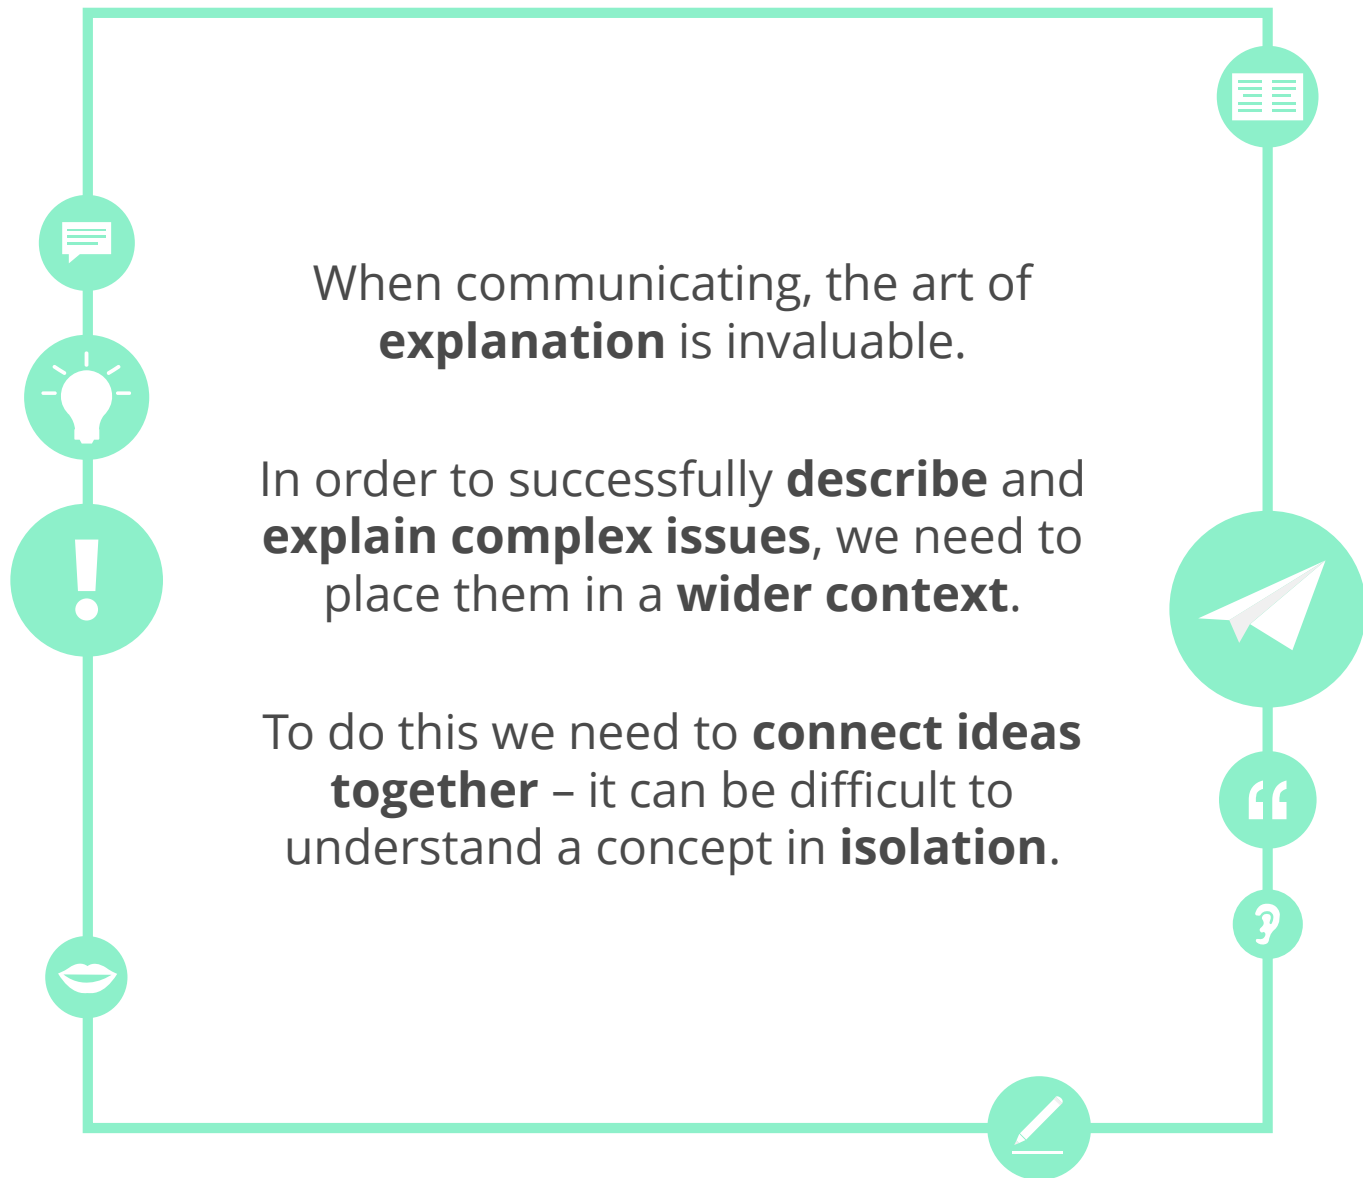 When communicating, the art of
explanation is invaluable.
In order to successfully describe and
explain complex issues, we need to
place them in a wider context.
To do this we need to connect ideas
together – it can be difficult to
understand a concept in isolation.